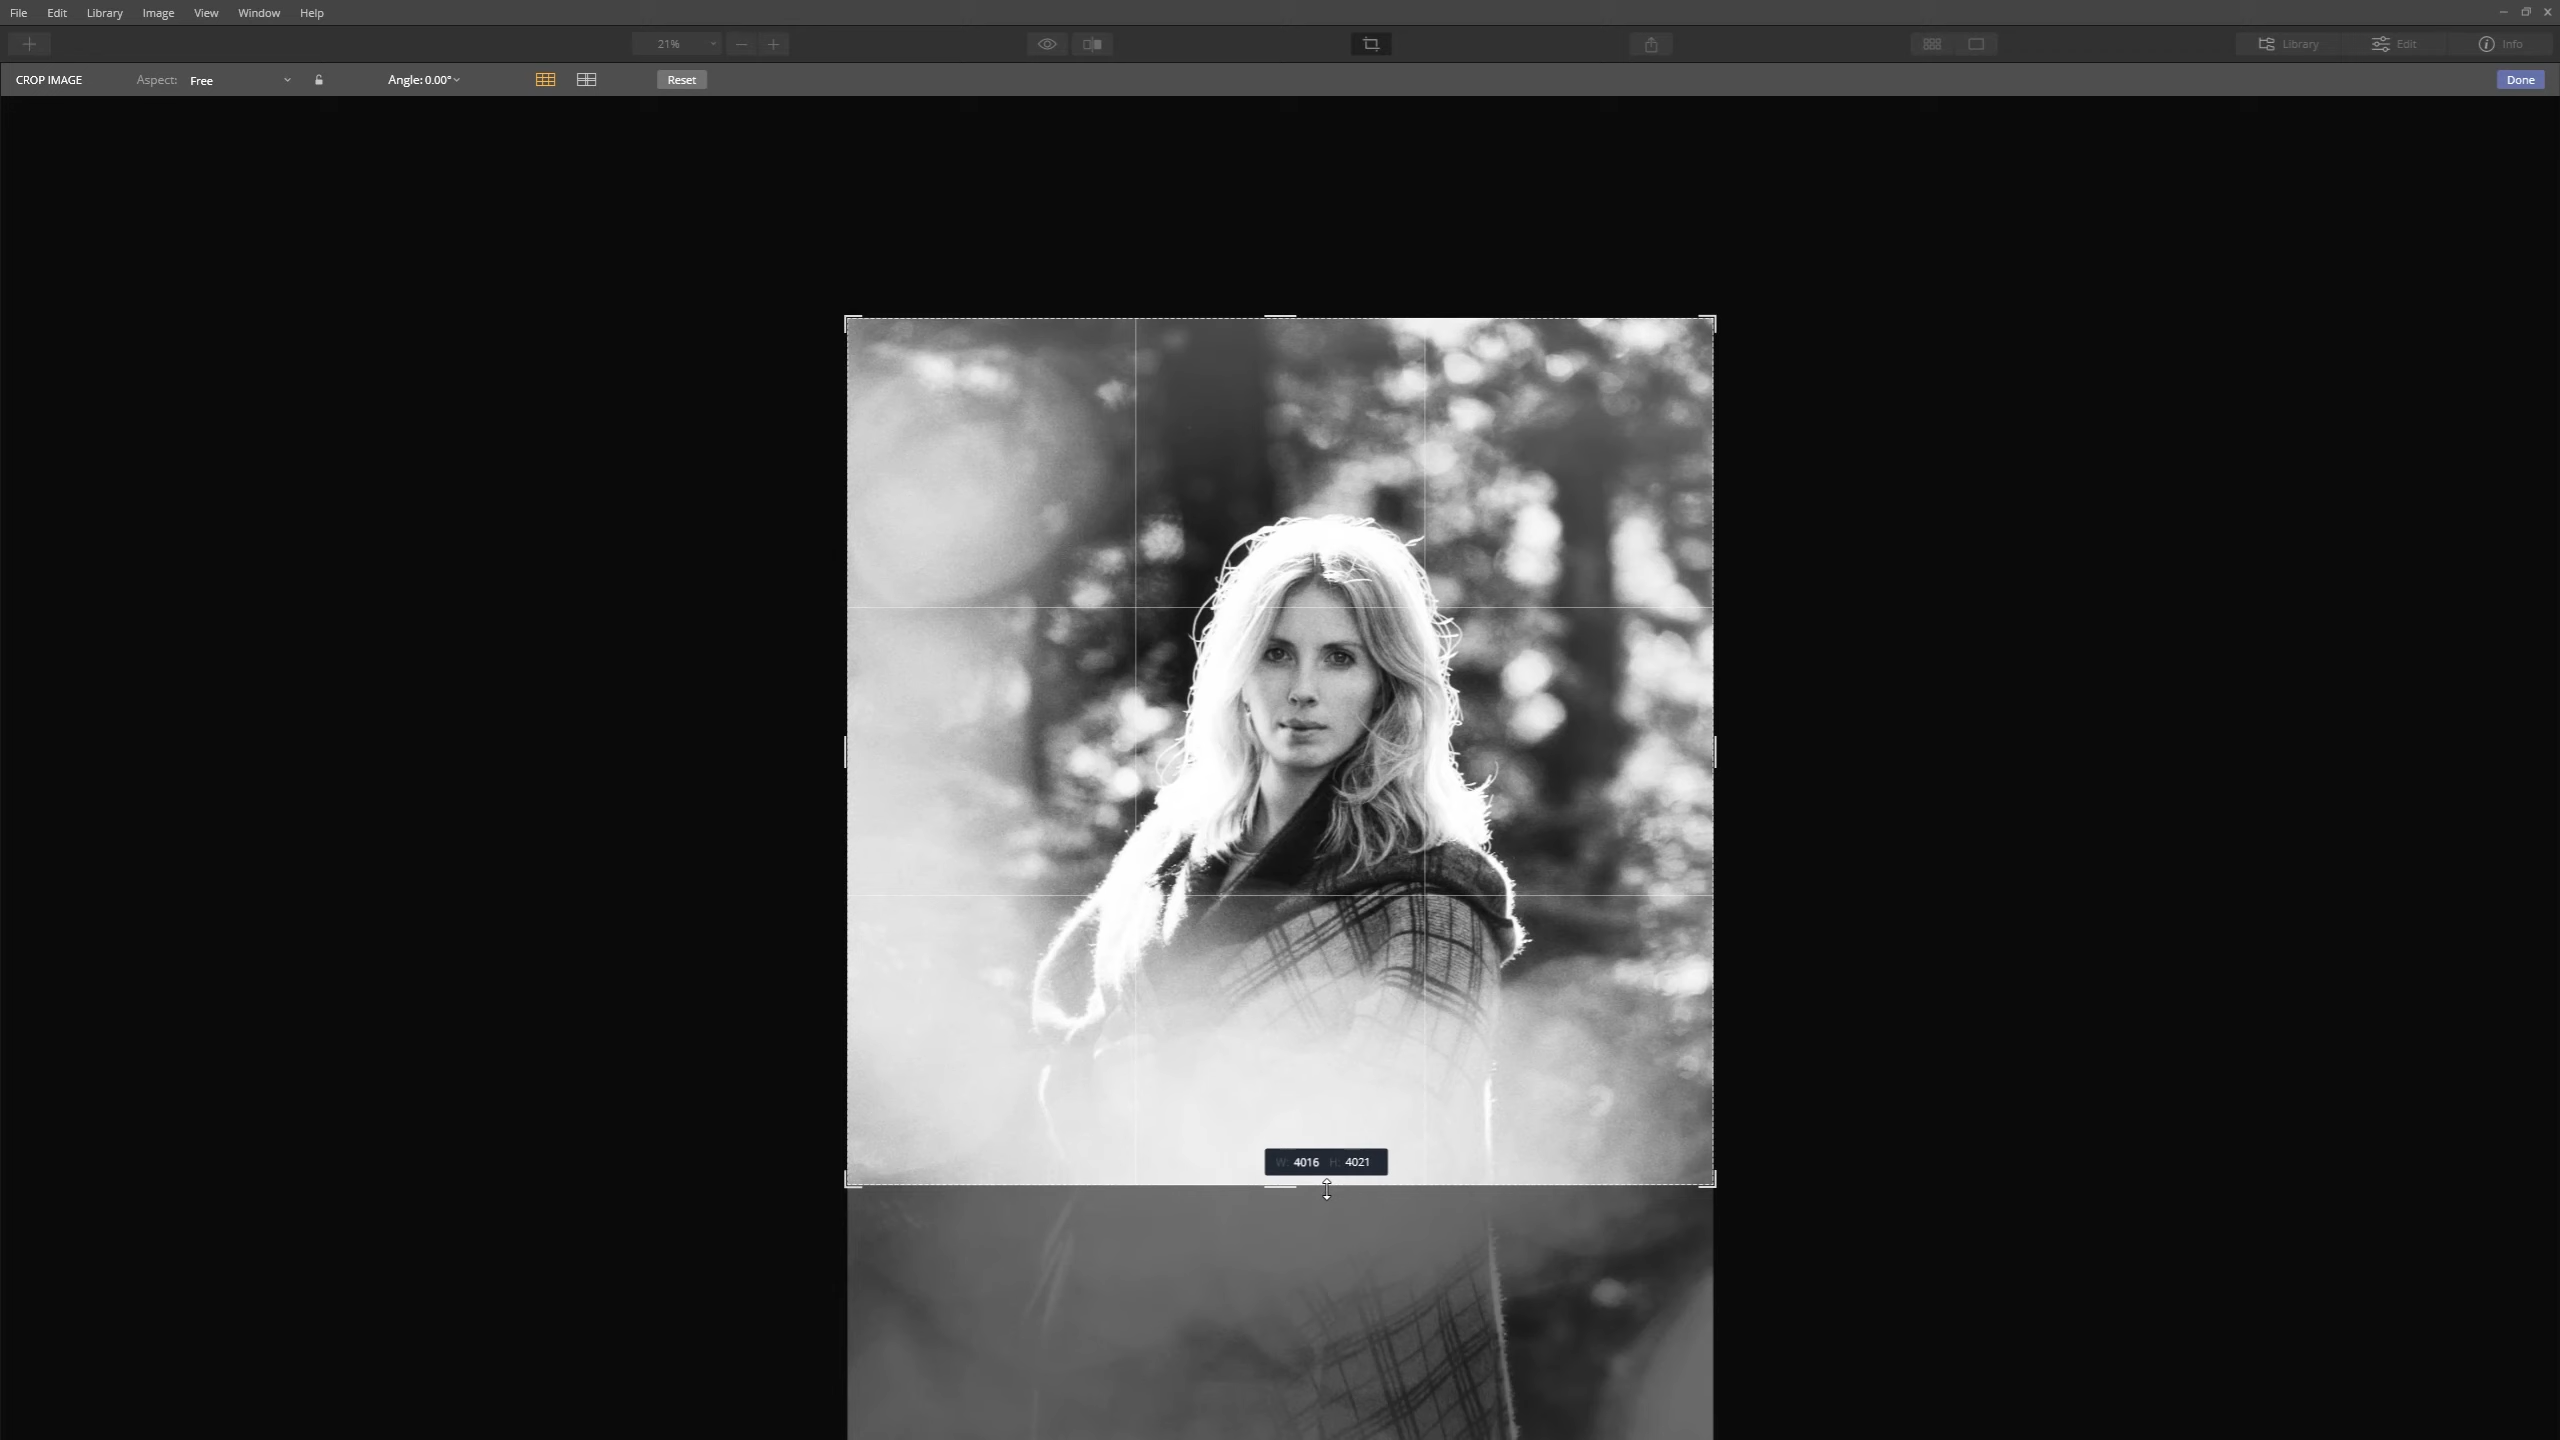 File Edit Library Image View Window Help
21%
Library Edit Info
CROP IMAGE Aspect: Free Angle: 0.00° Reset Done
W: 4016 H: 4021